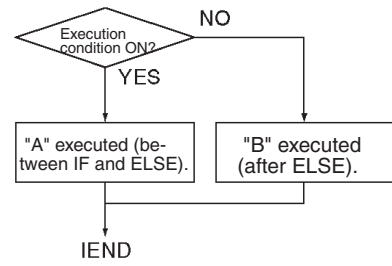 Execution
condition ON?
NO
YES
"A" executed (be-
tween IF and ELSE).
"B" executed
(after ELSE).
IEND